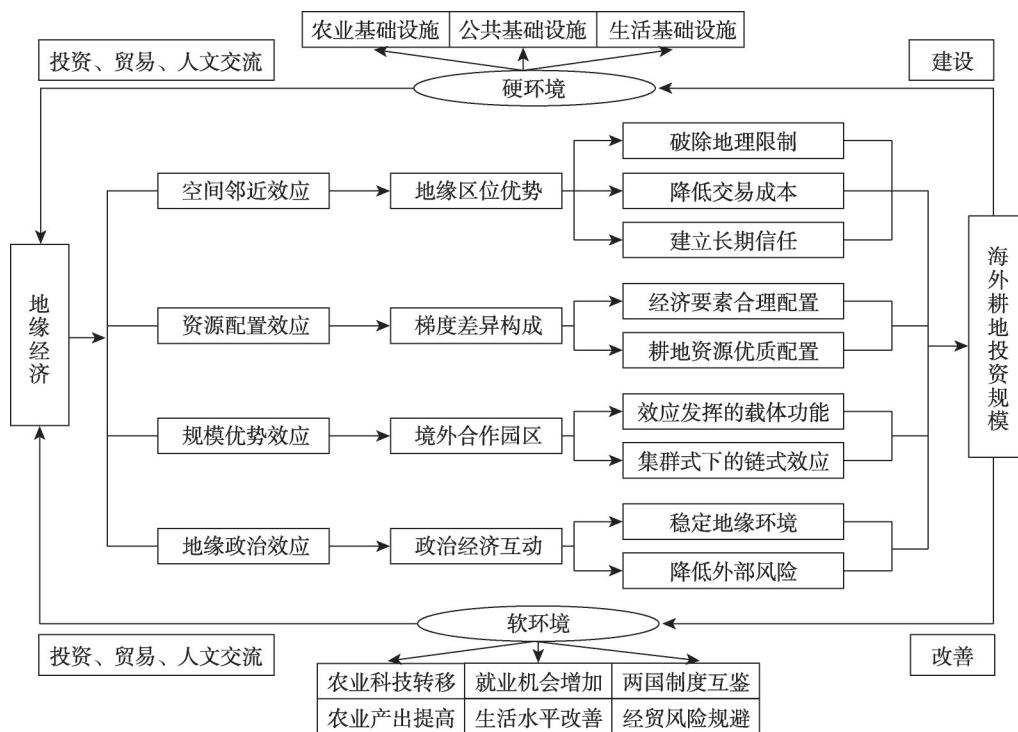 农业基础设施 公共基础设施 生活基础设施
投资、贸易、人文交流
建设
硬环境
破除地理限制
空间邻近效应
地缘区位优势
降低交易成本
建立长期信任
地缘经济
海外耕地投资规模
经济要素合理配置
资源配置效应
梯度差异构成
耕地资源优质配置
效应发挥的载体功能
规模优势效应
境外合作园区
集群式下的链式效应
稳定地缘环境
地缘政治效应
政治经济互动
降低外部风险
软环境
投资、贸易、人文交流
改善
农业科技转移 就业机会增加 两国制度互鉴
农业产出提高 生活水平改善 经贸风险规避